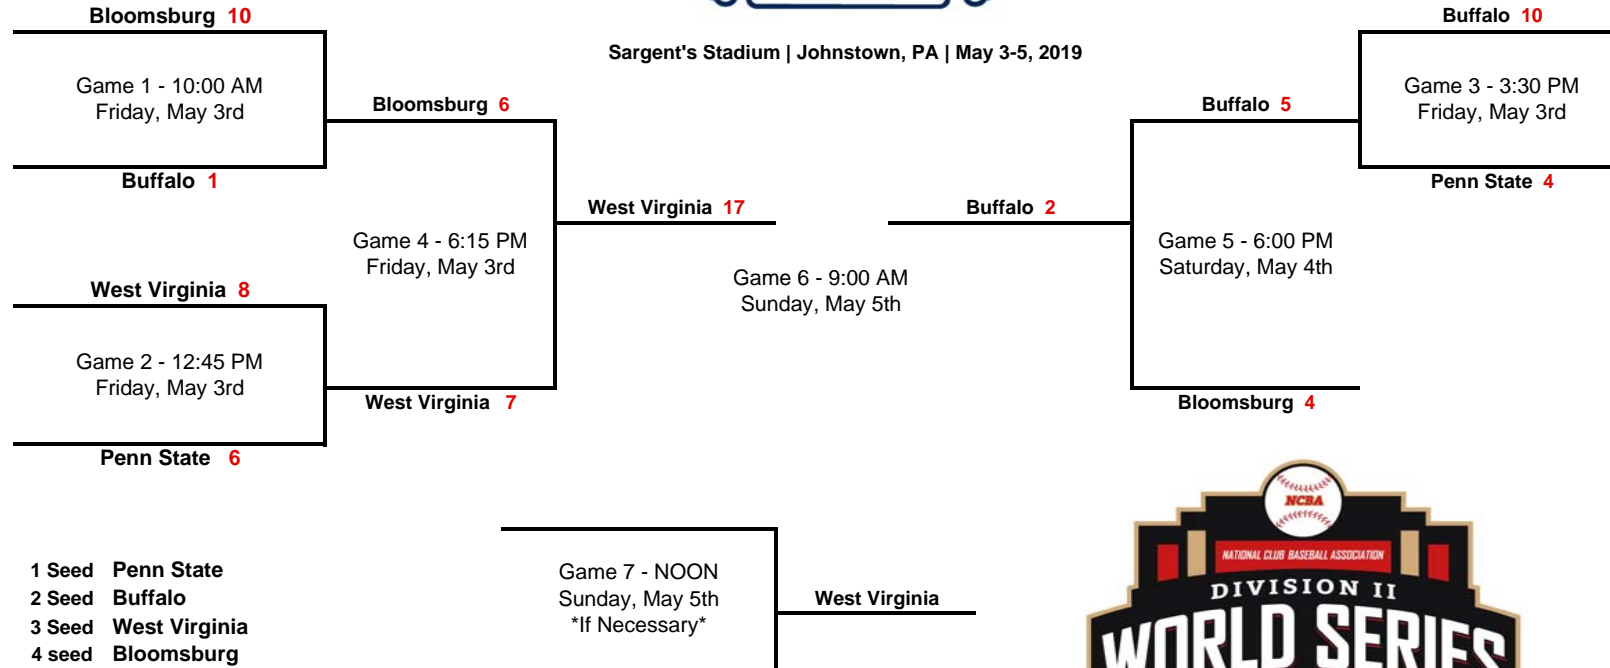 Bloomsburg 10
Buffalo 10
Sargent's Stadium | Johnstown, PA | May 3-5, 2019
Game 1 - 10:00 AM
Friday, May 3rd
Game 3 - 3:30 PM
Friday, May 3rd
Bloomsburg 6
Buffalo 5
Buffalo 1
Penn State 4
West Virginia 17
Buffalo 2
Game 4 - 6:15 PM
Friday, May 3rd
Game 5 - 6:00 PM
Saturday, May 4th
Game 6 - 9:00 AM
Sunday, May 5th
West Virginia 8
Game 2 - 12:45 PM
Friday, May 3rd
West Virginia 7
Bloomsburg 4
Penn State 6
1 Seed Penn State
2 Seed Buffalo
3 Seed West Virginia
4 seed Bloomsburg
Game 7 - NOON
Sunday, May 5th
*If Necessary*
West Virginia
NCBA
NATIONAL CLUB BASEBALL ASSOCIATION
DIVISION II
WORLD SERIES